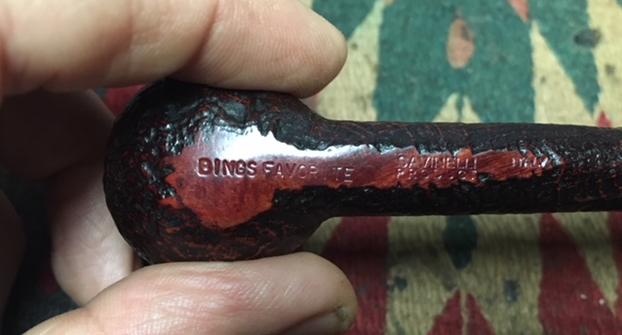 BINGS FAVORITE
SAVINELLI
PRODUCT
ITALY